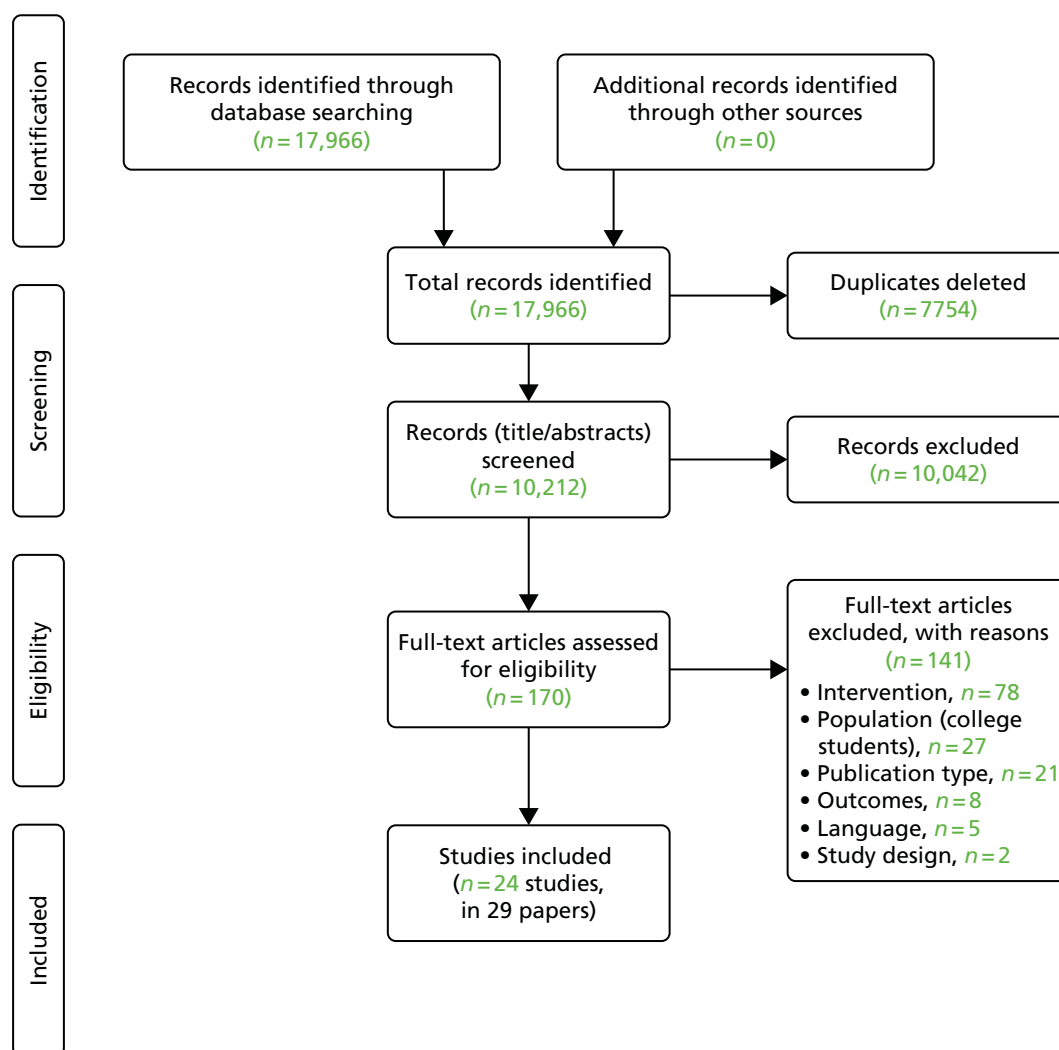 Identification
Records identified through
database searching
(n = 17,966)
Additional records identified
through other sources
(n = 0)
Screening
Total records identified
(n = 17,966)
Duplicates deleted
(n = 7754)
Records (title/abstracts)
screened
(n = 10,212)
Records excluded
(n = 10,042)
Eligibility
Full-text articles assessed
for eligibility
(n = 170)
Full-text articles
excluded, with reasons
(n = 141)
• Intervention, n = 78
• Population (college
students), n = 27
• Publication type, n = 21
• Outcomes, n = 8
• Language, n = 5
• Study design, n = 2
Included
Studies included
(n = 24 studies,
in 29 papers)